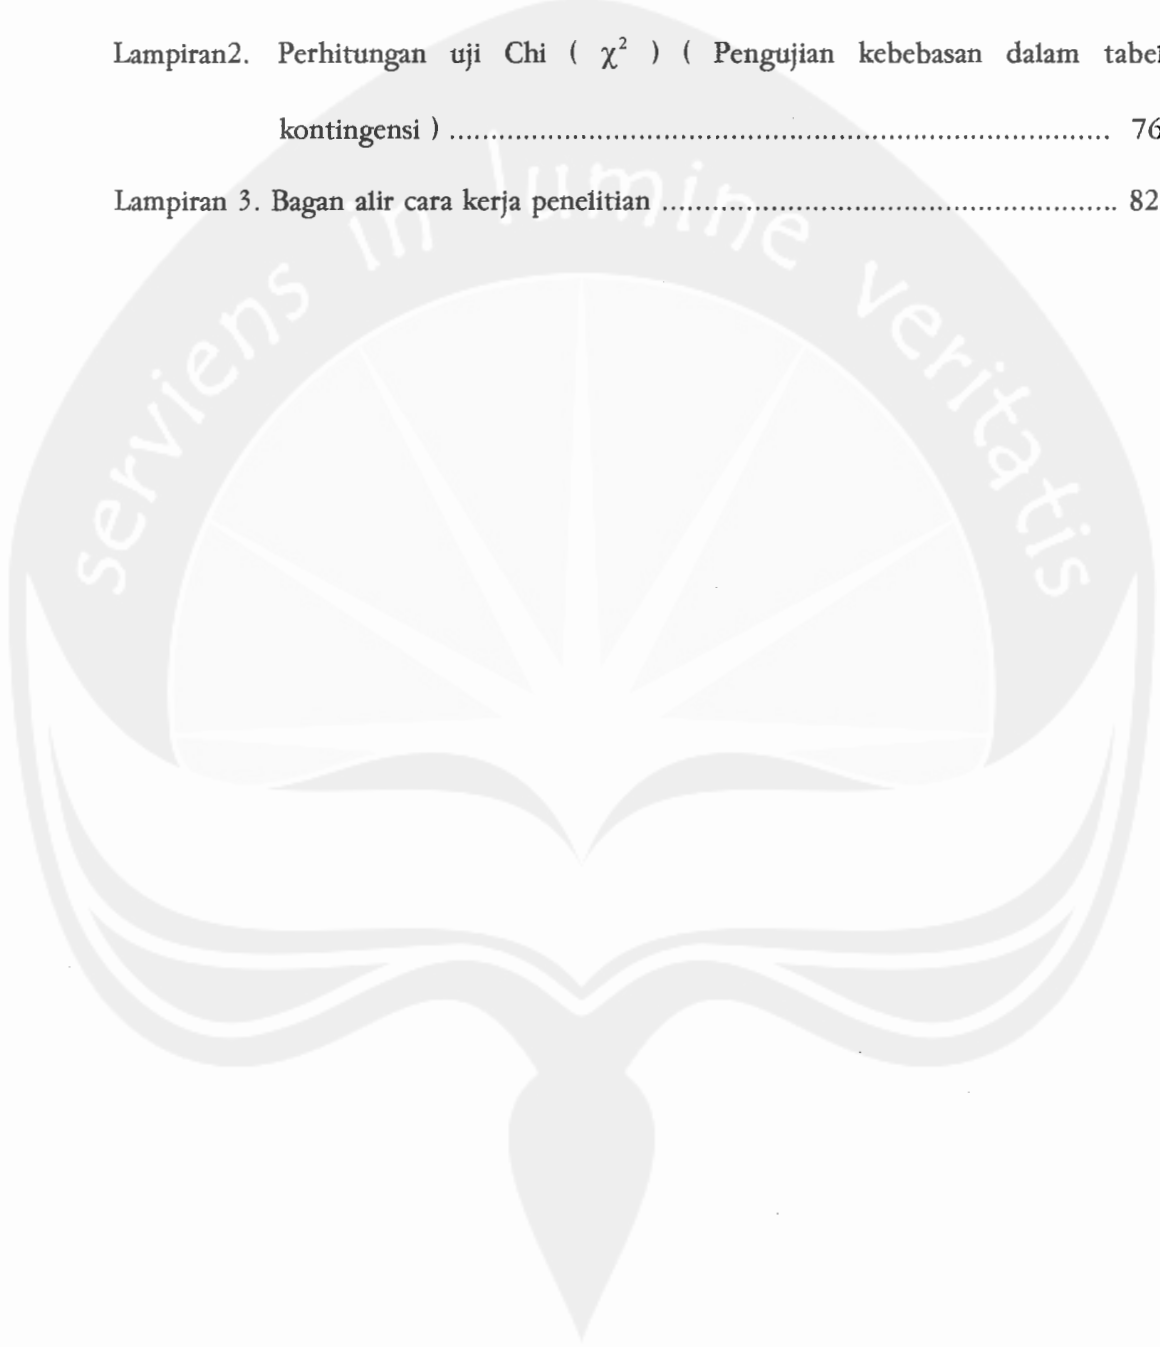 Lampiran2. Perhitungan uji Chi ( χ² ) ( Pengujian kebebasan dalam tabel
kontingensi ) ............................................................................... 76
Lampiran 3. Bagan alir cara kerja penelitian ...................................................... 82
serviens in lumine veritatis